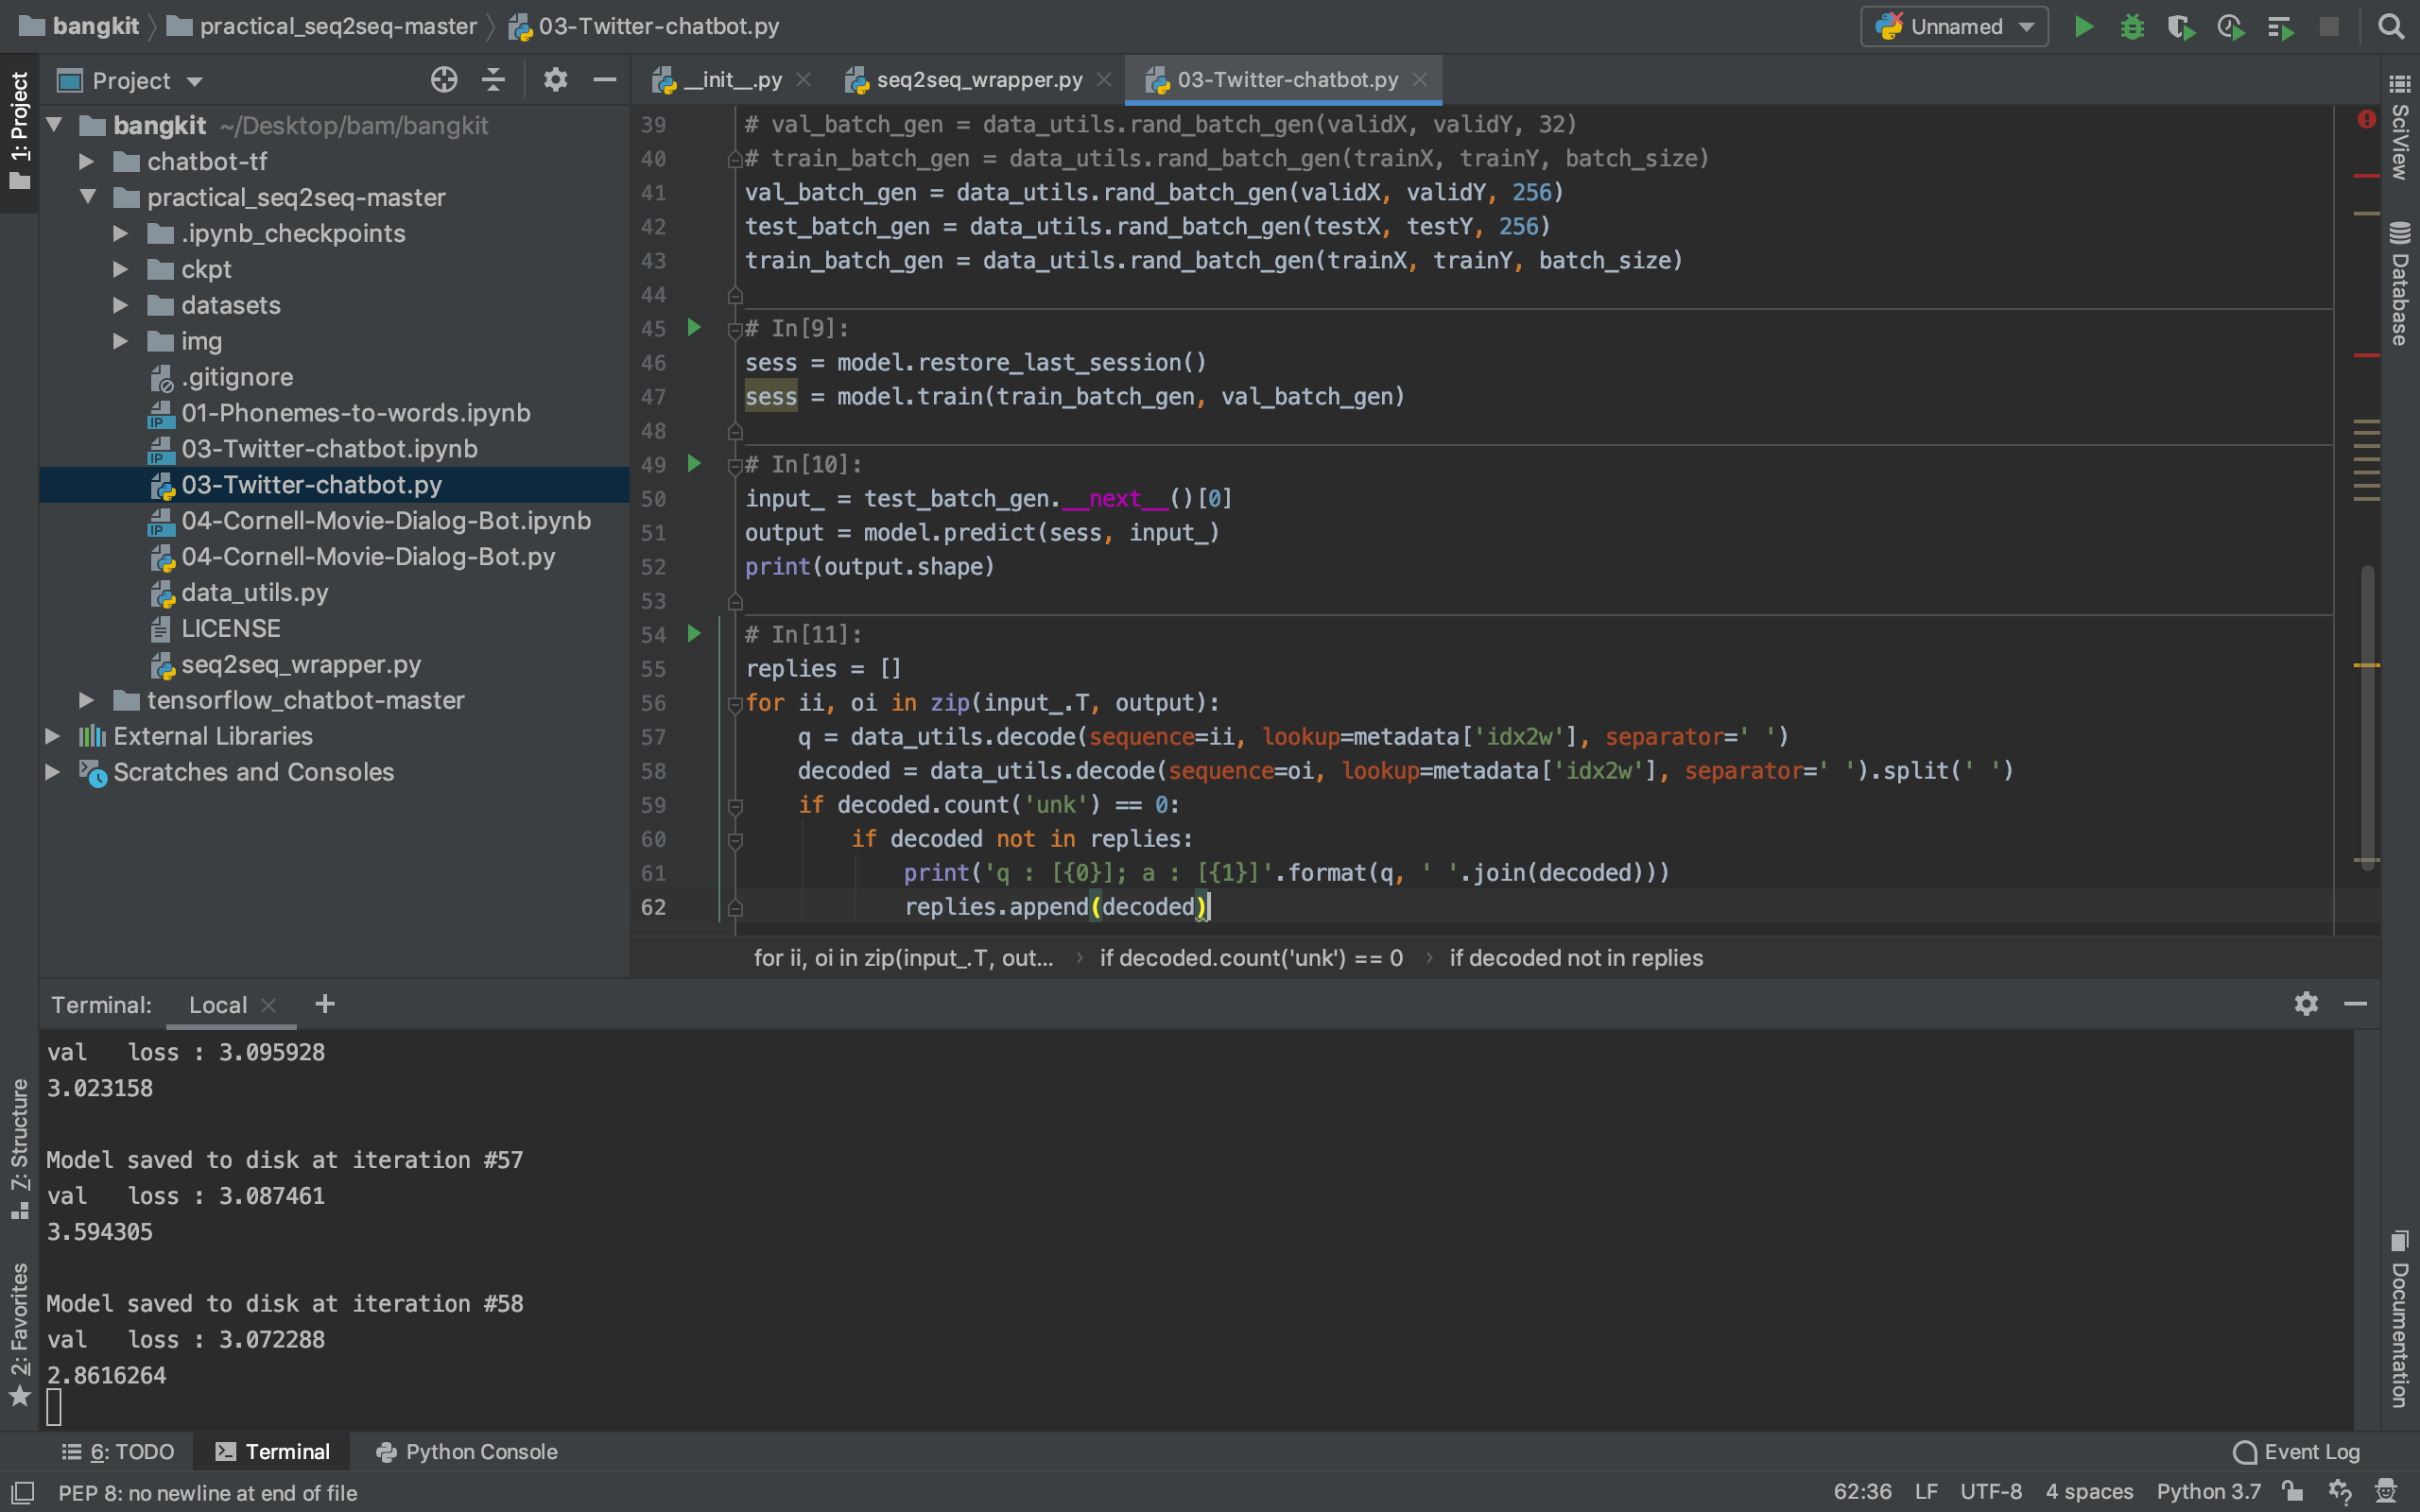 bangkit practical_seq2seq-master 03-Twitter-chatbot.py
Unnamed
1: Project
Project
bangkit ~/Desktop/bam/bangkit
chatbot-tf
practical_seq2seq-master
.ipynb_checkpoints
ckpt
datasets
img
.gitignore
01-Phonemes-to-words.ipynb
03-Twitter-chatbot.ipynb
03-Twitter-chatbot.py
04-Cornell-Movie-Dialog-Bot.ipynb
04-Cornell-Movie-Dialog-Bot.py
data_utils.py
LICENSE
seq2seq_wrapper.py
tensorflow_chatbot-master
External Libraries
Scratches and Consoles
__init__.py seq2seq_wrapper.py 03-Twitter-chatbot.py
39 # val_batch_gen = data_utils.rand_batch_gen(validX, validY, 32)
40 # train_batch_gen = data_utils.rand_batch_gen(trainX, trainY, batch_size)
41 val_batch_gen = data_utils.rand_batch_gen(validX, validY, 256)
42 test_batch_gen = data_utils.rand_batch_gen(testX, testY, 256)
43 train_batch_gen = data_utils.rand_batch_gen(trainX, trainY, batch_size)
44
45 # In[9]:
46 sess = model.restore_last_session()
47 sess = model.train(train_batch_gen, val_batch_gen)
48
49 # In[10]:
50 input_ = test_batch_gen.__next__()[0]
51 output = model.predict(sess, input_)
52 print(output.shape)
53
54 # In[11]:
55 replies = []
56 for ii, oi in zip(input_.T, output):
57     q = data_utils.decode(sequence=ii, lookup=metadata['idx2w'], separator=' ')
58     decoded = data_utils.decode(sequence=oi, lookup=metadata['idx2w'], separator=' ').split(' ')
59     if decoded.count('unk') == 0:
60         if decoded not in replies:
61             print('q : [{0}]; a : [{1}]'.format(q, ' '.join(decoded)))
62             replies.append(decoded)
for ii, oi in zip(input_.T, out... › if decoded.count('unk') == 0 › if decoded not in replies
SciView
Database
Documentation
7: Structure
2: Favorites
Terminal: Local
val   loss : 3.095928
3.023158
Model saved to disk at iteration #57
val   loss : 3.087461
3.594305
Model saved to disk at iteration #58
val   loss : 3.072288
2.8616264
6: TODO Terminal Python Console Event Log
PEP 8: no newline at end of file 62:36 LF UTF-8 4 spaces Python 3.7